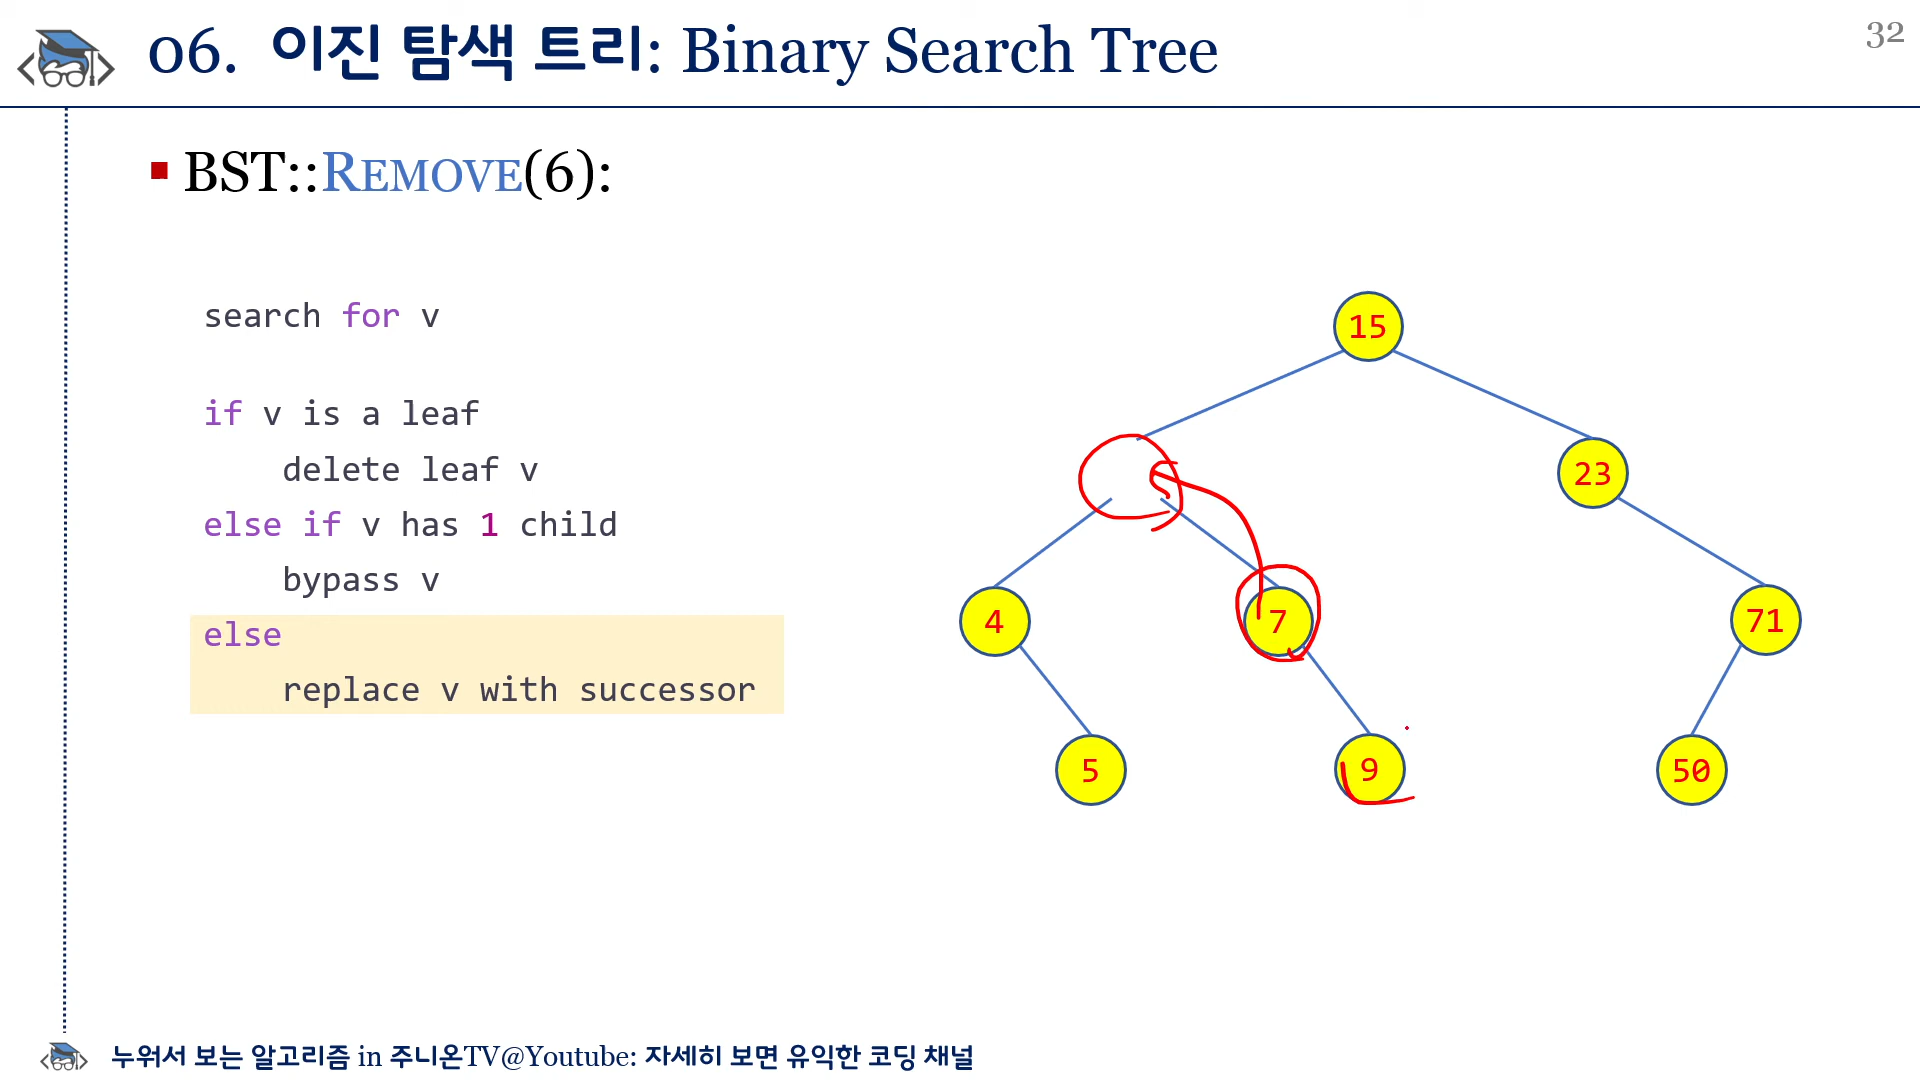 06. 이진 탐색 트리: Binary Search Tree
32
BST::REMOVE(6):
search for v
if v is a leaf
delete leaf v
else if v has 1 child
bypass v
else
replace v with successor
15
23
4
7
71
5
9
50
누워서 보는 알고리즘 in 주니온TV@Youtube: 자세히 보면 유익한 코딩 채널